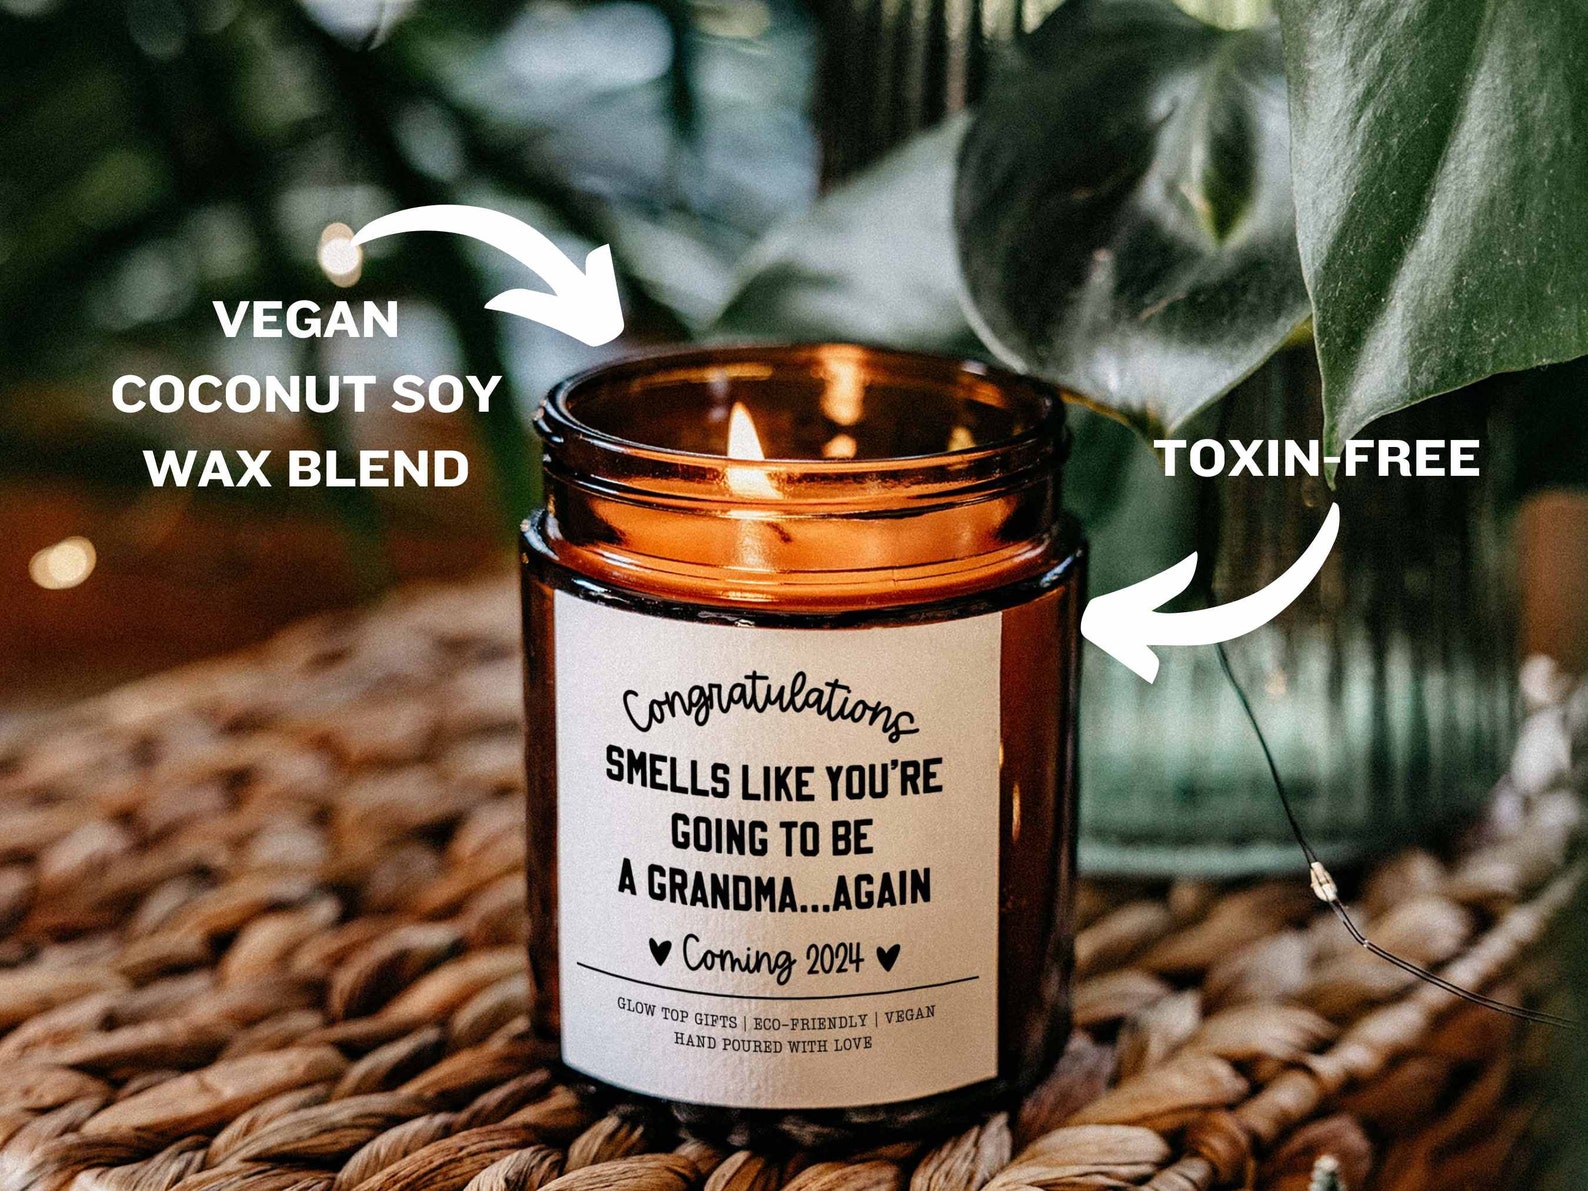 VEGAN
COCONUT SOY
WAX BLEND
TOXIN-FREE
Congratulations
SMELLS LIKE YOU'RE
GOING TO BE
A GRANDMA...AGAIN
♥ Coming 2024 ♥
GLOW TOP GIFTS | ECO-FRIENDLY | VEGAN
HAND POURED WITH LOVE